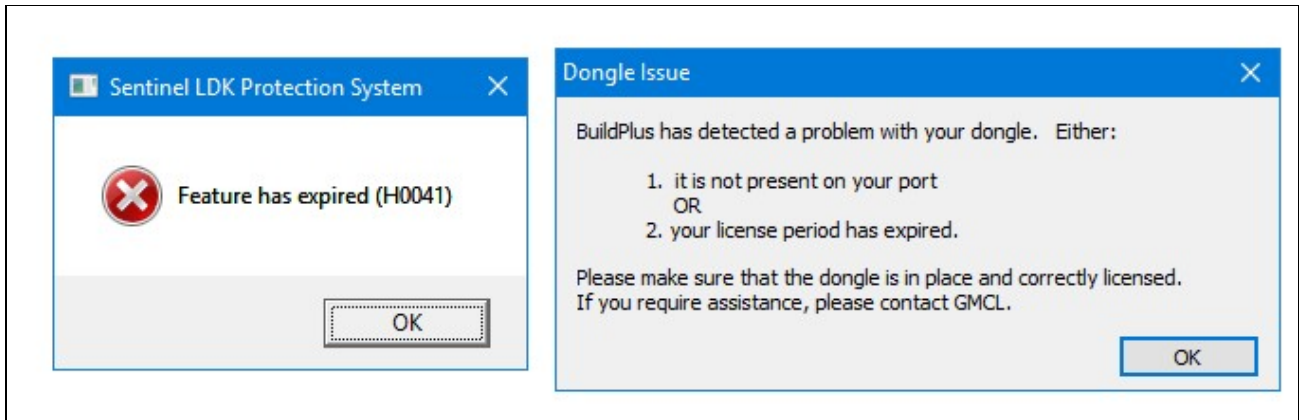 Sentinel LDK Protection System
Feature has expired (H0041)
OK
Dongle Issue
BuildPlus has detected a problem with your dongle. Either:
1. it is not present on your port
OR
2. your license period has expired.
Please make sure that the dongle is in place and correctly licensed.
If you require assistance, please contact GMCL.
OK